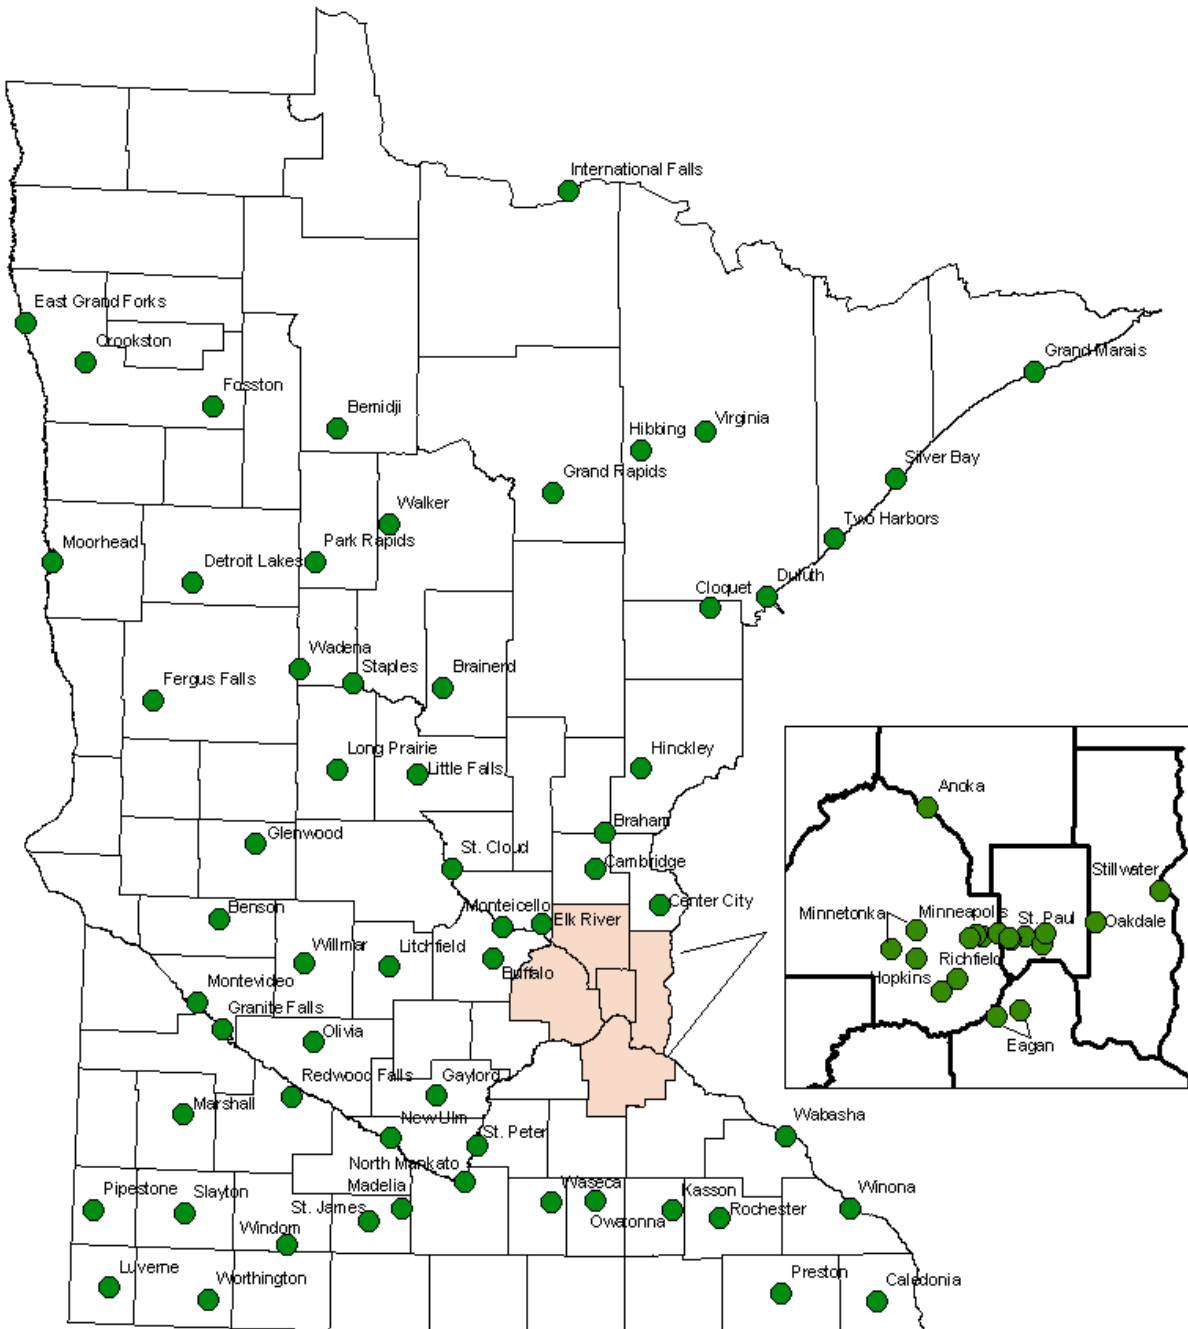 International Falls
East Grand Forks
Crookston
Grand Marais
Fosston
Bemidji
Virginia
Hibbing
Silver Bay
Grand Rapids
Walker
Two Harbors
Moorhead
Park Rapids
Detroit Lakes
Duluth
Cloquet
Wadena
Staples
Brainerd
Fergus Falls
Long Prairie
Hinckley
Little Falls
Anoka
Braham
Glenwood
St. Cloud
Cambridge
Stillwater
Center City
Benson
Monteicello
Elk River
Minnetonka
Minneapolis
St. Paul
Oakdale
Willmar
Litchfield
Buffalo
Richfield
Hopkins
Montevideo
Granite Falls
Olivia
Eagan
Redwood Falls
Gaylord
Marshall
New Ulm
Wabasha
St. Peter
North Mankato
Madelia
Pipestone
Slayton
Waseca
Kasson
Winona
St. James
Owatonna
Rochester
Windom
Luverne
Worthington
Preston
Caledonia